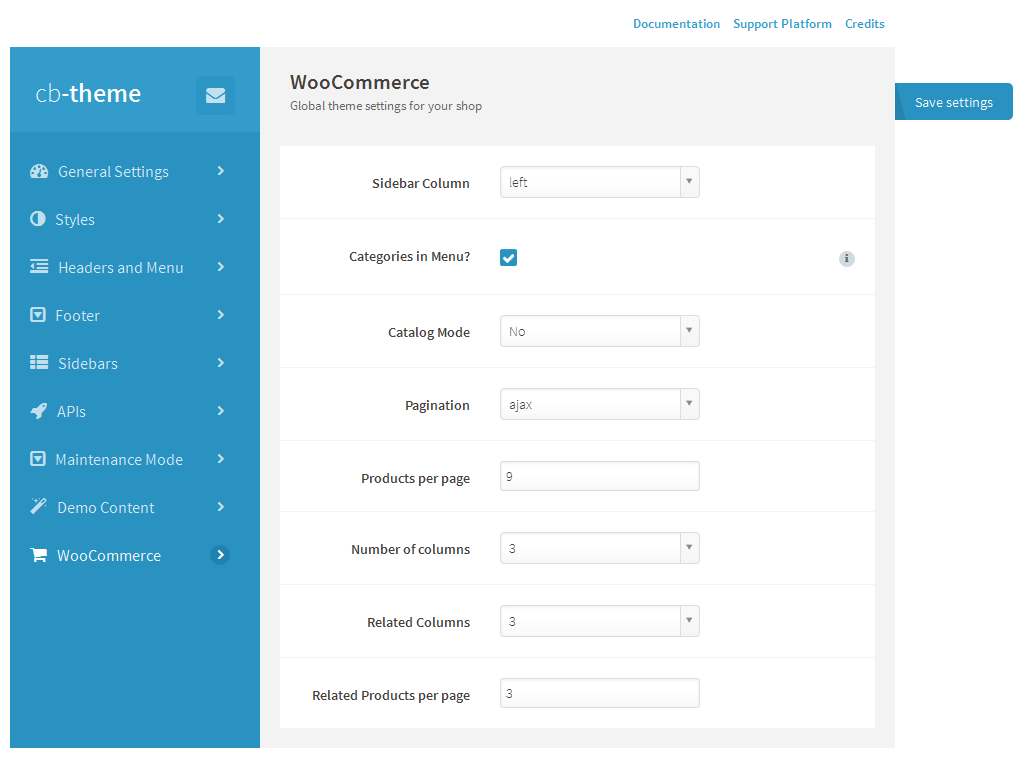 Documentation Support Platform Credits
cb-theme
WooCommerce
Global theme settings for your shop
Save settings
General Settings
Styles
Headers and Menu
Footer
Sidebars
APIs
Maintenance Mode
Demo Content
WooCommerce
Sidebar Column left
Categories in Menu?
Catalog Mode No
Pagination ajax
Products per page 9
Number of columns 3
Related Columns 3
Related Products per page 3